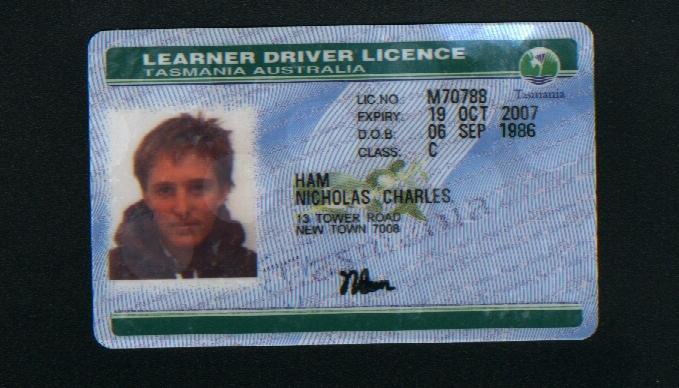 LEARNER DRIVER LICENCE
TASMANIA AUSTRALIA
Tasmania
LIC.NO: M70788
EXPIRY: 19 OCT 2007
D.O.B: 06 SEP 1986
CLASS: C
HAM
NICHOLAS CHARLES
13 TOWER ROAD
NEW TOWN 7008
Tasmania